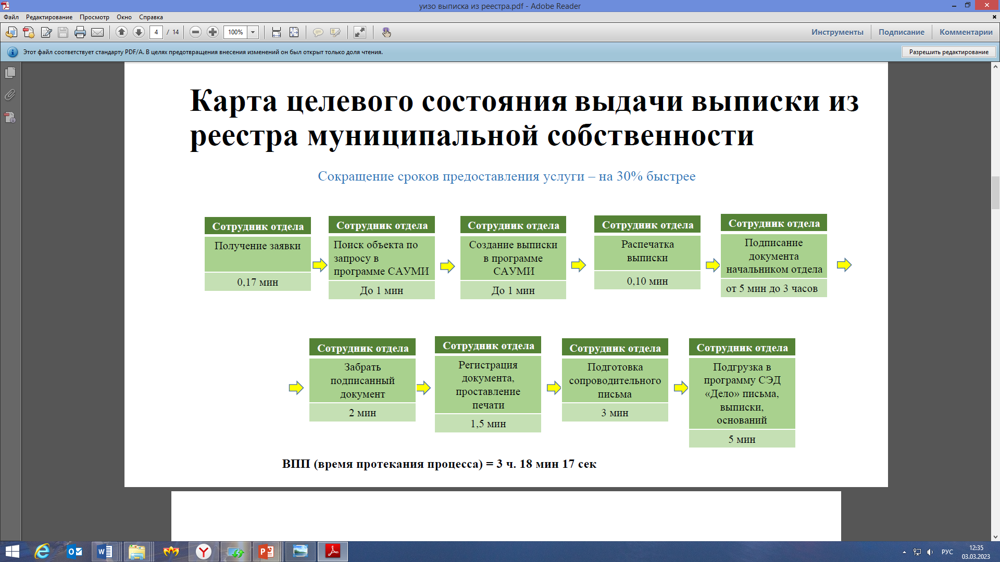 уизо выписка из реестра.pdf - Adobe Reader
Файл Редактирование Просмотр Окно Справка
4 / 14 100% Инструменты Подписание Комментарии
Этот файл соответствует стандарту PDF/A. В целях предотвращения внесения изменений он был открыт только доля чтения. Разрешить редактирование
Карта целевого состояния выдачи выписки из
реестра муниципальной собственности
Сокращение сроков предоставления услуги – на 30% быстрее
Сотрудник отдела
Получение заявки
0,17 мин
Сотрудник отдела
Поиск объекта по
запросу в
программе САУМИ
До 1 мин
Сотрудник отдела
Создание выписки
в программе
САУМИ
До 1 мин
Сотрудник отдела
Распечатка
выписки
0,10 мин
Сотрудник отдела
Подписание
документа
начальником отдела
от 5 мин до 3 часов
Сотрудник отдела
Забрать
подписанный
документ
2 мин
Сотрудник отдела
Регистрация
документа,
проставление
печати
1,5 мин
Сотрудник отдела
Подготовка
сопроводительного
письма
3 мин
Сотрудник отдела
Подгрузка в
программу СЭД
«Дело» письма,
выписки,
оснований
5 мин
ВПП (время протекания процесса) = 3 ч. 18 мин 17 сек
РУС
12:35
03.03.2023